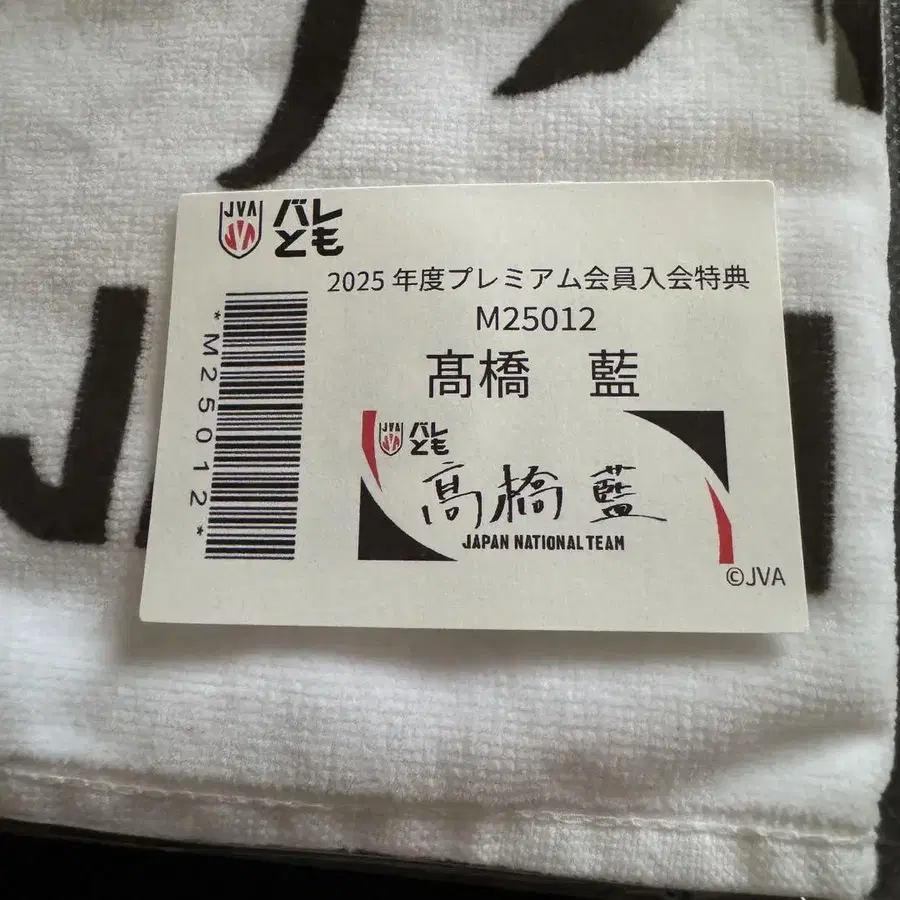 JVA
バレ
とも
2025 年度プレミアム会員入会特典
M25012
髙橋 藍
*M25012*
JVA バレ
とも
髙橋 藍
JAPAN NATIONAL TEAM
©JVA